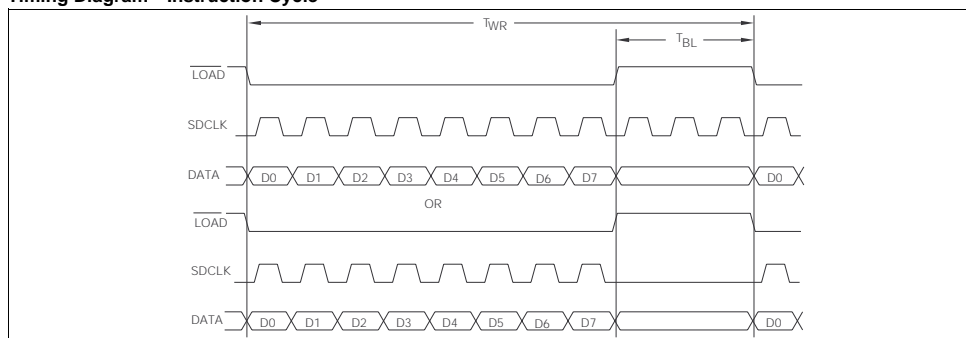 Timing Diagram—Instruction Cycle
TWR
TBL
LOAD
SDCLK
DATA D0 D1 D2 D3 D4 D5 D6 D7 D0
OR
LOAD
SDCLK
DATA D0 D1 D2 D3 D4 D5 D6 D7 D0